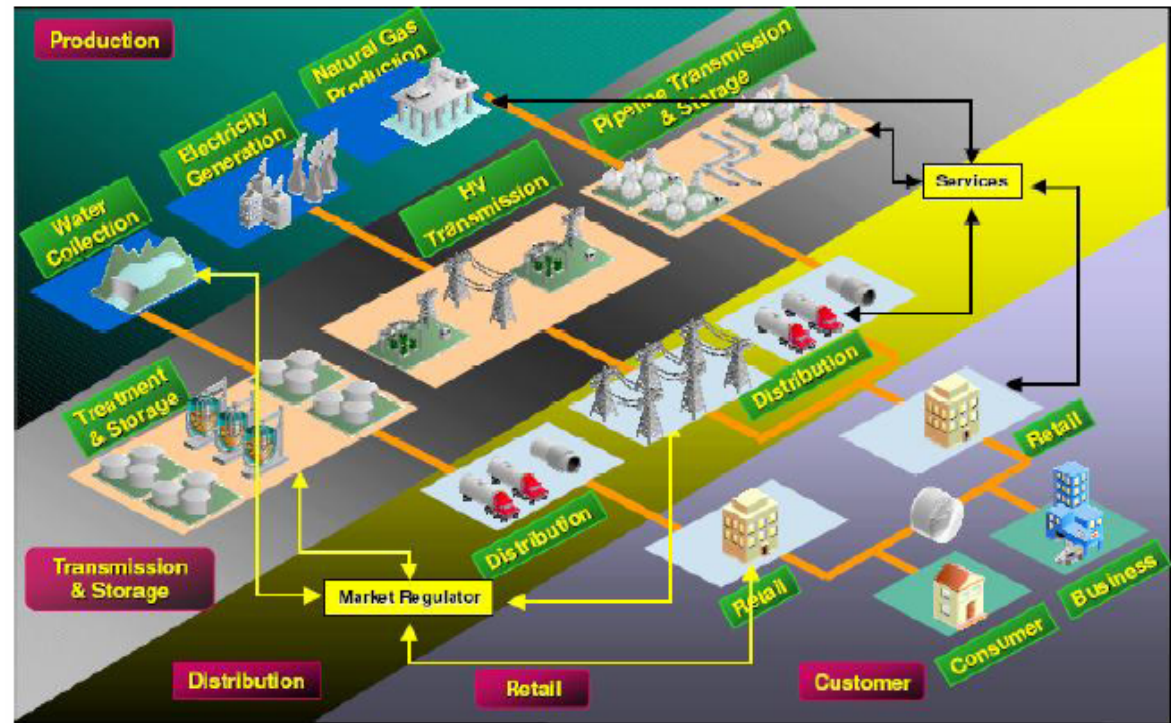 Production
Natural Gas
Production
Pipeline Transmission
& Storage
Electricity
Generation
HV
Transmission
Services
Water
Collection
Treatment
& Storage
Distribution
Retail
Distribution
Transmission
& Storage
Market Regulator
Retail
Business
Consumer
Distribution
Retail
Customer